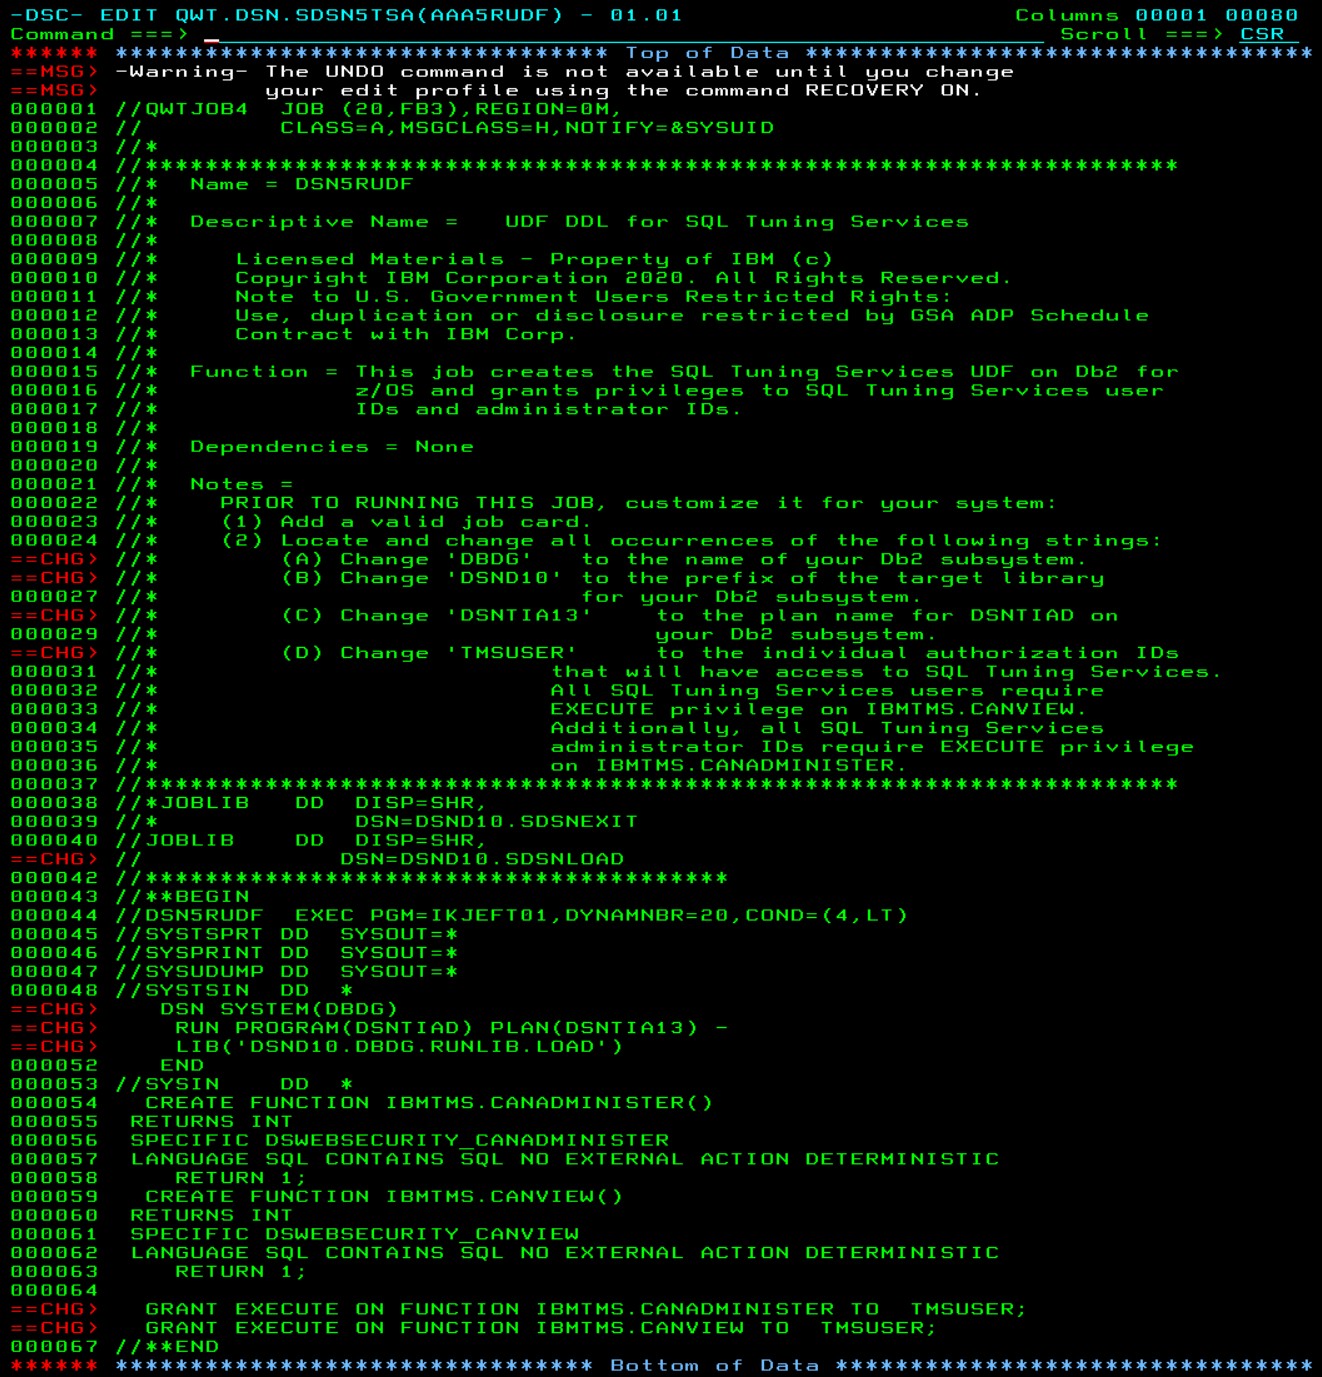 -DSC- EDIT QWT.DSN.SDSN5TSA(AAA5RUDF) - 01.01                      Columns 00001 00080
Command ===>                                                          Scroll ===> CSR
****** ********************************* Top of Data **********************************
==MSG> -Warning- The UNDO command is not available until you change
==MSG>           your edit profile using the command RECOVERY ON.
000001 //QWTJOB4  JOB (20,FB3),REGION=0M,
000002 //         CLASS=A,MSGCLASS=H,NOTIFY=&SYSUID
000003 //*
000004 //*********************************************************************
000005 //*  Name = DSN5RUDF
000006 //*
000007 //*  Descriptive Name =   UDF DDL for SQL Tuning Services
000008 //*
000009 //*     Licensed Materials - Property of IBM (c)
000010 //*     Copyright IBM Corporation 2020. All Rights Reserved.
000011 //*     Note to U.S. Government Users Restricted Rights:
000012 //*     Use, duplication or disclosure restricted by GSA ADP Schedule
000013 //*     Contract with IBM Corp.
000014 //*
000015 //*  Function = This job creates the SQL Tuning Services UDF on Db2 for
000016 //*             z/OS and grants privileges to SQL Tuning Services user
000017 //*             IDs and administrator IDs.
000018 //*
000019 //*  Dependencies = None
000020 //*
000021 //*  Notes =
000022 //*    PRIOR TO RUNNING THIS JOB, customize it for your system:
000023 //*    (1) Add a valid job card.
000024 //*    (2) Locate and change all occurrences of the following strings:
==CHG> //*        (A) Change 'DBDG'   to the name of your Db2 subsystem.
==CHG> //*        (B) Change 'DSND10' to the prefix of the target library
000027 //*                            for your Db2 subsystem.
==CHG> //*        (C) Change 'DSNTIA13'    to the plan name for DSNTIAD on
000029 //*                                 your Db2 subsystem.
==CHG> //*        (D) Change 'TMSUSER'     to the individual authorization IDs
000031 //*                          that will have access to SQL Tuning Services.
000032 //*                          All SQL Tuning Services users require
000033 //*                          EXECUTE privilege on IBMTMS.CANVIEW.
000034 //*                          Additionally, all SQL Tuning Services
000035 //*                          administrator IDs require EXECUTE privilege
000036 //*                          on IBMTMS.CANADMINISTER.
000037 //*********************************************************************
000038 //*JOBLIB   DD  DISP=SHR,
000039 //*             DSN=DSND10.SDSNEXIT
000040 //JOBLIB    DD  DISP=SHR,
==CHG> //             DSN=DSND10.SDSNLOAD
000042 //***************************************
000043 //**BEGIN
000044 //DSN5RUDF  EXEC PGM=IKJEFT01,DYNAMNBR=20,COND=(4,LT)
000045 //SYSTSPRT DD  SYSOUT=*
000046 //SYSPRINT DD  SYSOUT=*
000047 //SYSUDUMP DD  SYSOUT=*
000048 //SYSTSIN  DD  *
==CHG>    DSN SYSTEM(DBDG)
==CHG>     RUN PROGRAM(DSNTIAD) PLAN(DSNTIA13) -
==CHG>     LIB('DSND10.DBDG.RUNLIB.LOAD')
000052    END
000053 //SYSIN    DD  *
000054   CREATE FUNCTION IBMTMS.CANADMINISTER()
000055  RETURNS INT
000056  SPECIFIC DSWEBSECURITY_CANADMINISTER
000057  LANGUAGE SQL CONTAINS SQL NO EXTERNAL ACTION DETERMINISTIC
000058     RETURN 1;
000059   CREATE FUNCTION IBMTMS.CANVIEW()
000060  RETURNS INT
000061  SPECIFIC DSWEBSECURITY_CANVIEW
000062  LANGUAGE SQL CONTAINS SQL NO EXTERNAL ACTION DETERMINISTIC
000063     RETURN 1;
000064
==CHG>   GRANT EXECUTE ON FUNCTION IBMTMS.CANADMINISTER TO  TMSUSER;
==CHG>   GRANT EXECUTE ON FUNCTION IBMTMS.CANVIEW TO  TMSUSER;
000067 //**END
****** ******************************** Bottom of Data ********************************